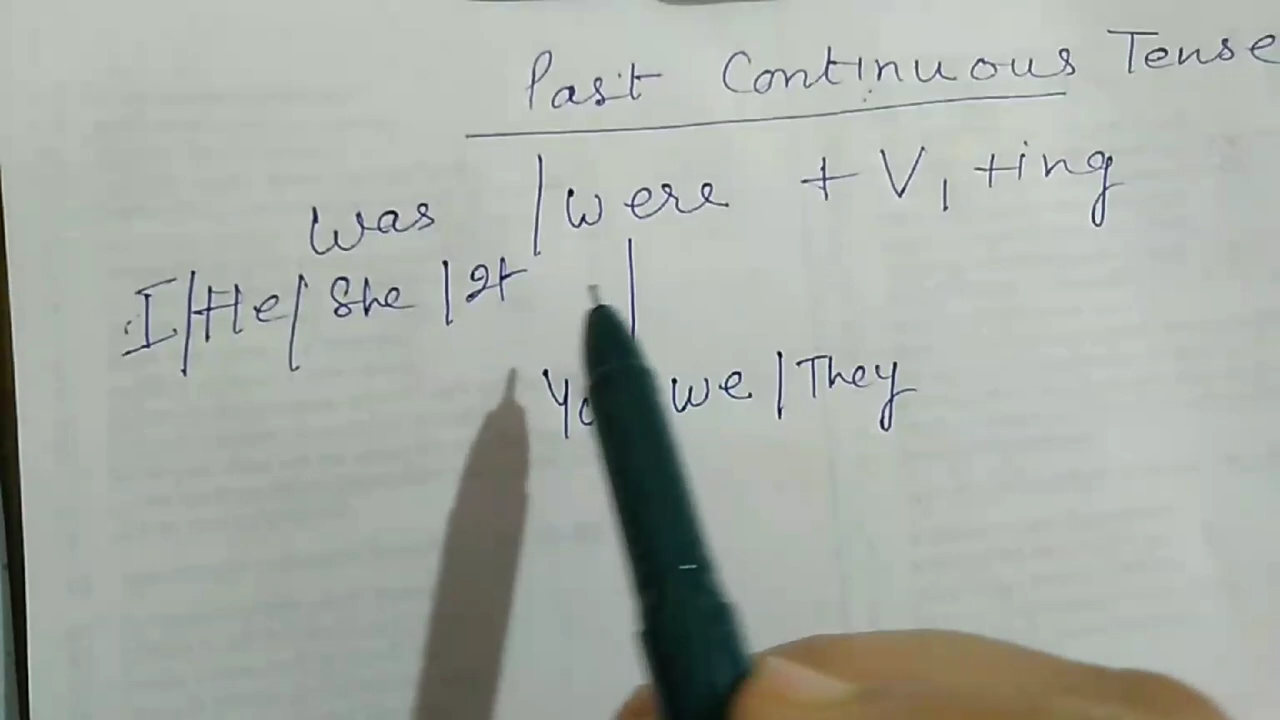 Past Continuous Tense
was | were + V1 +ing
I/He/She | It |
we | They